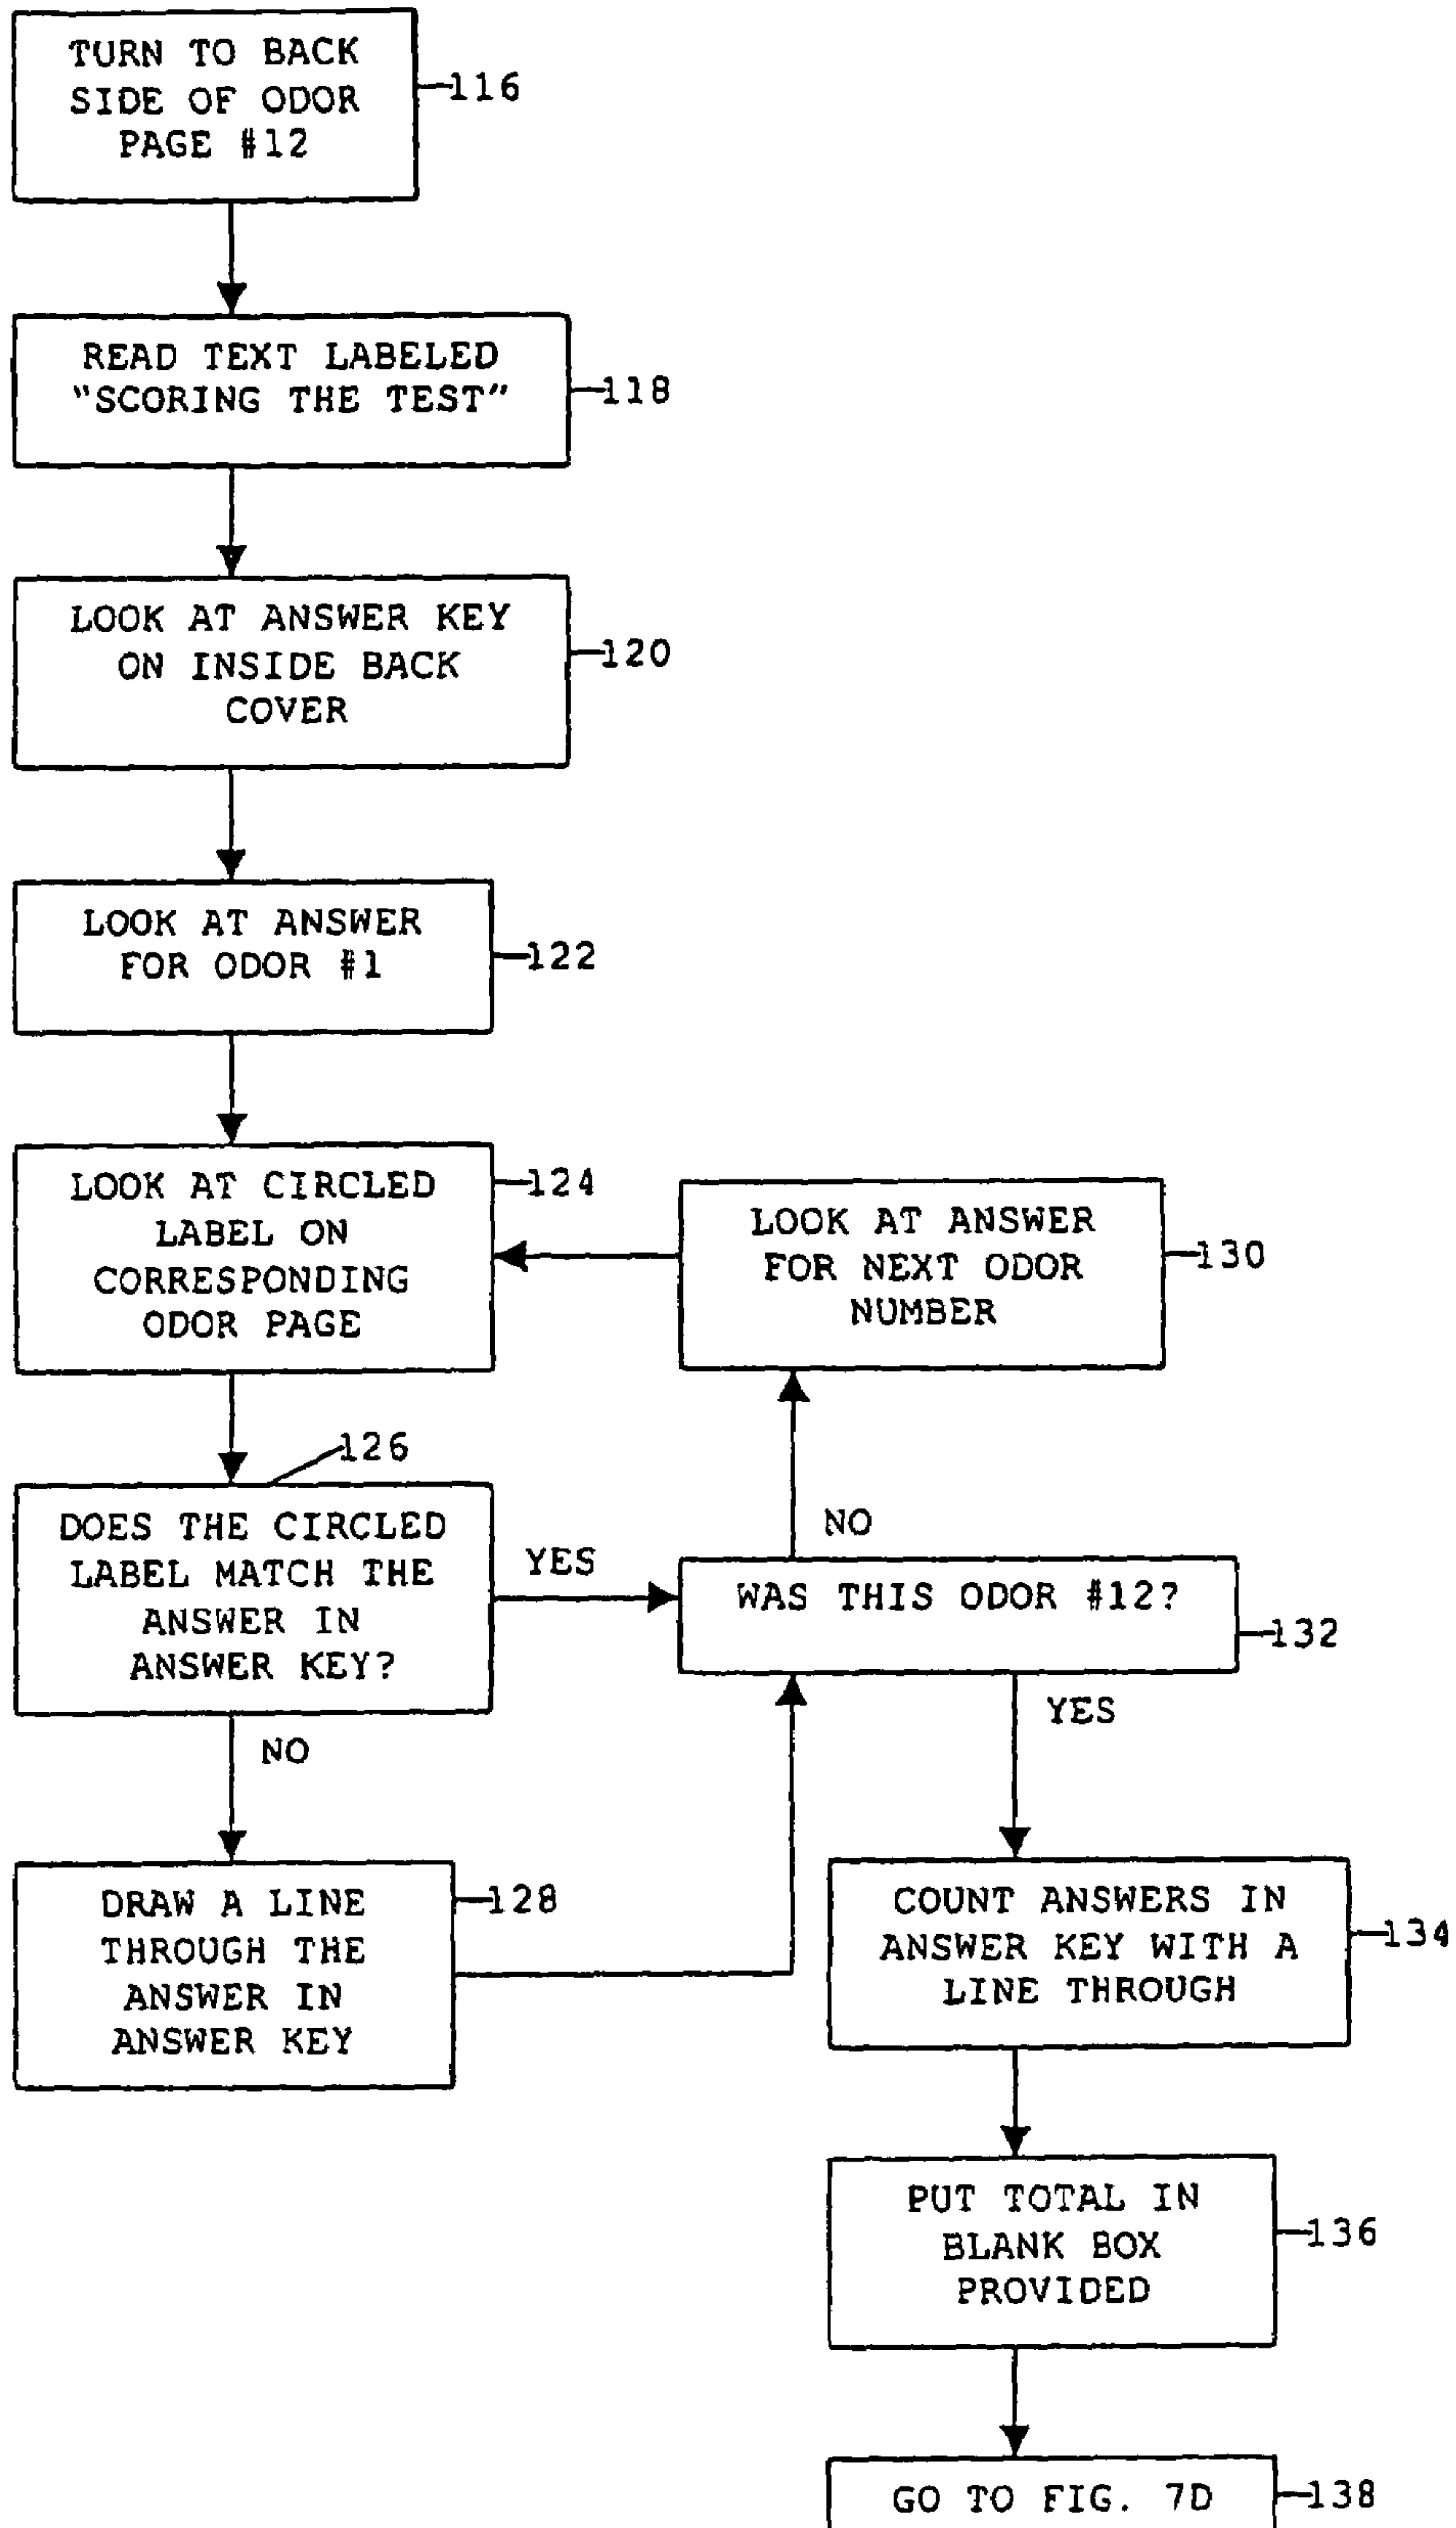 TURN TO BACK
SIDE OF ODOR
PAGE #12
116
READ TEXT LABELED
"SCORING THE TEST"
118
LOOK AT ANSWER KEY
ON INSIDE BACK
COVER
120
LOOK AT ANSWER
FOR ODOR #1
122
LOOK AT CIRCLED
LABEL ON
CORRESPONDING
ODOR PAGE
124
LOOK AT ANSWER
FOR NEXT ODOR
NUMBER
130
126
DOES THE CIRCLED
LABEL MATCH THE
ANSWER IN
ANSWER KEY?
YES
NO
WAS THIS ODOR #12?
132
NO
YES
DRAW A LINE
THROUGH THE
ANSWER IN
ANSWER KEY
128
COUNT ANSWERS IN
ANSWER KEY WITH A
LINE THROUGH
134
PUT TOTAL IN
BLANK BOX
PROVIDED
136
GO TO FIG. 7D
138